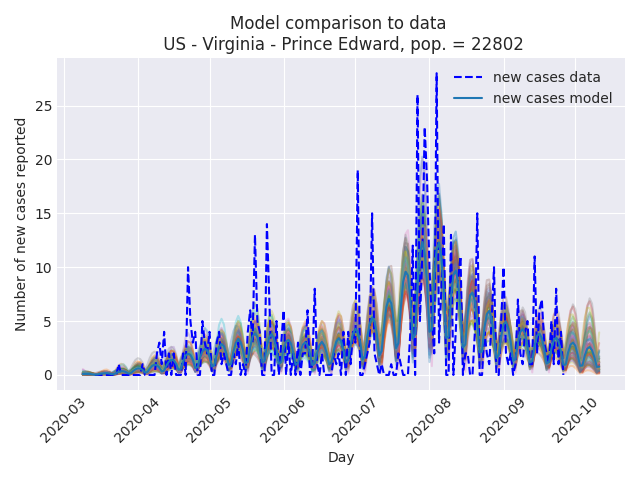 Model comparison to data
US - Virginia - Prince Edward, pop. = 22802
new cases data
new cases model
Number of new cases reported
25
20
15
10
5
0
2020-03
2020-04
2020-05
2020-06
2020-07
2020-08
2020-09
2020-10
Day